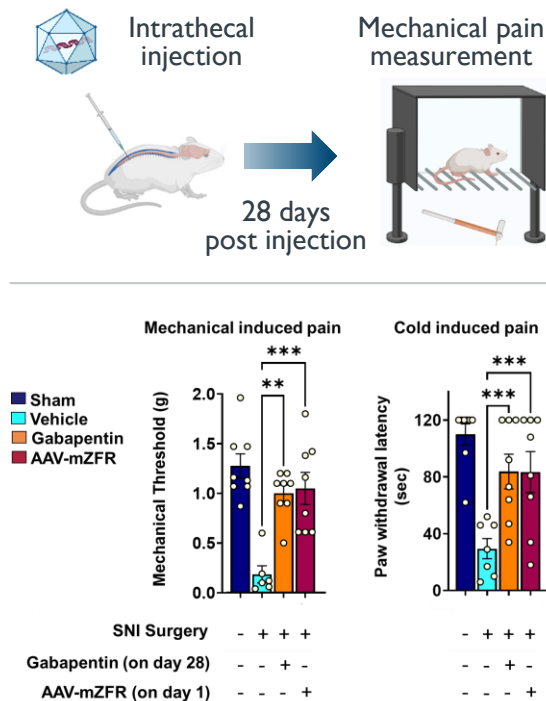 Intrathecal
injection
Mechanical pain
measurement
28 days
post injection
Mechanical induced pain
Cold induced pain
Sham
Vehicle
Gabapentin
AAV-mZFR
Mechanical Threshold (g)
2.0
1.5
1.0
0.5
0.0
***
**
Paw withdrawal latency
(sec)
120
80
40
0
***
***
SNI Surgery - + + + - + + +
Gabapentin (on day 28) - - + - - - + -
AAV-mZFR (on day 1) - - - + - - - +